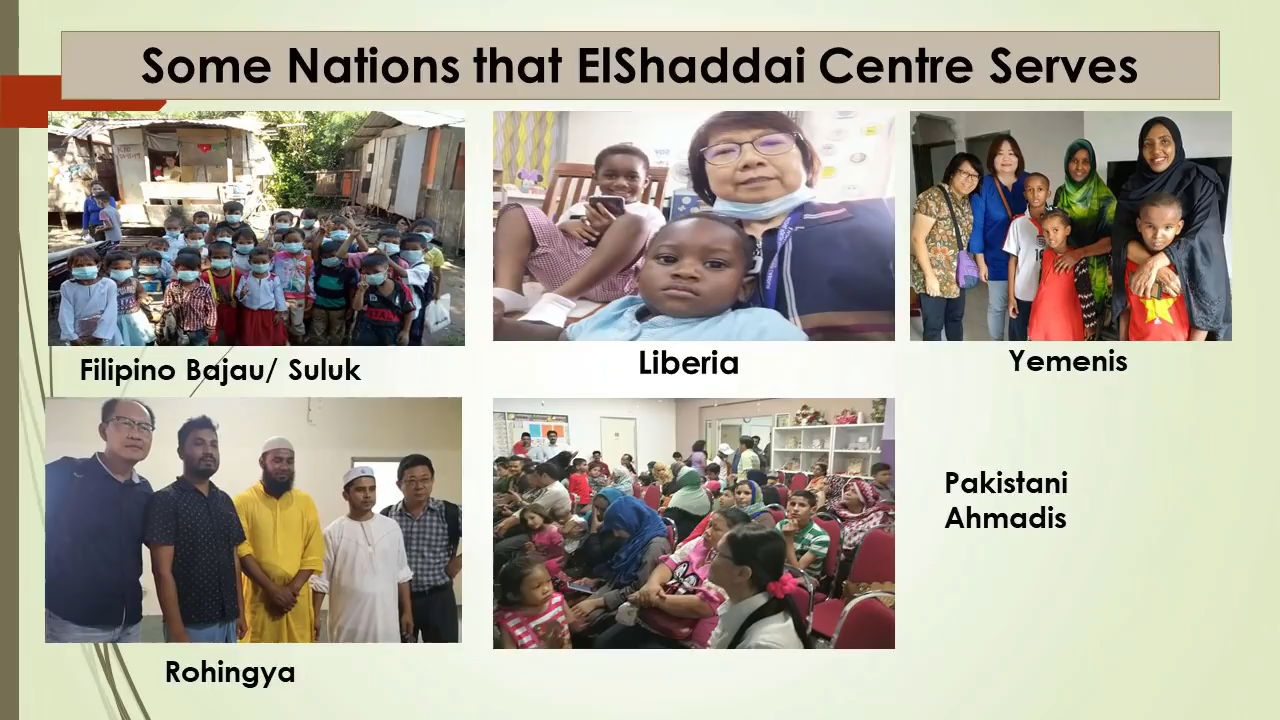 Some Nations that ElShaddai Centre Serves
Filipino Bajau/ Suluk
Liberia
Yemenis
Pakistani
Ahmadis
Rohingya